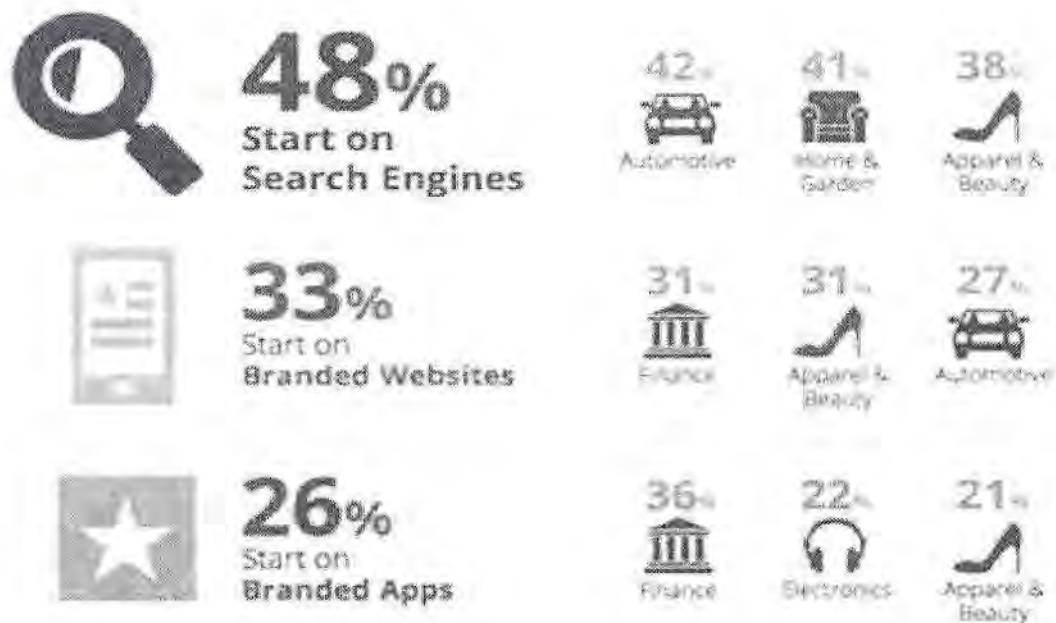 48%
Start on
Search Engines
42%
Automotive
41%
Home &
Garden
38%
Apparel &
Beauty
33%
Start on
Branded Websites
31%
Finance
31%
Apparel &
Beauty
27%
Automotive
26%
Start on
Branded Apps
36%
Finance
22%
Electronics
21%
Apparel &
Beauty